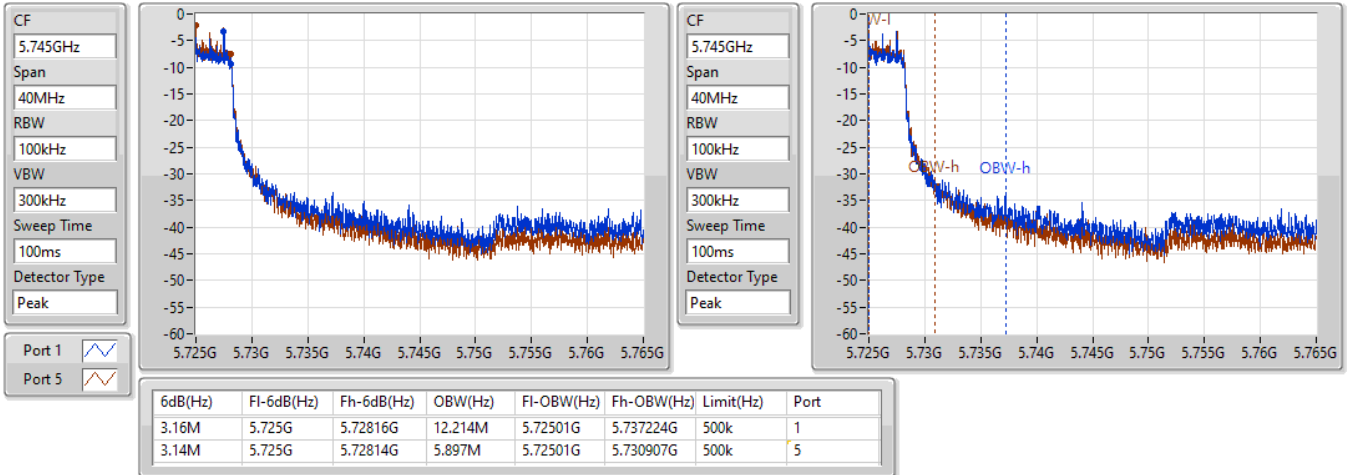 CF
5.745GHz
Span
40MHz
RBW
100kHz
VBW
300kHz
Sweep Time
100ms
Detector Type
Peak
Port 1
Port 5
0-
-5-
-10-
-15-
-20-
-25-
-30-
-35-
-40-
-45-
-50-
-55-
-60-
5.725G 5.73G 5.735G 5.74G 5.745G 5.75G 5.755G 5.76G 5.765G
CF
5.745GHz
Span
40MHz
RBW
100kHz
VBW
300kHz
Sweep Time
100ms
Detector Type
Peak
0-
-5-
-10-
-15-
-20-
-25-
-30-
-35-
-40-
-45-
-50-
-55-
-60-
W-l
OBW-h OBW-h
5.725G 5.73G 5.735G 5.74G 5.745G 5.75G 5.755G 5.76G 5.765G
6dB(Hz) Fl-6dB(Hz) Fh-6dB(Hz) OBW(Hz) Fl-OBW(Hz) Fh-OBW(Hz) Limit(Hz) Port
3.16M 5.725G 5.72816G 12.214M 5.72501G 5.737224G 500k 1
3.14M 5.725G 5.72814G 5.897M 5.72501G 5.730907G 500k 5